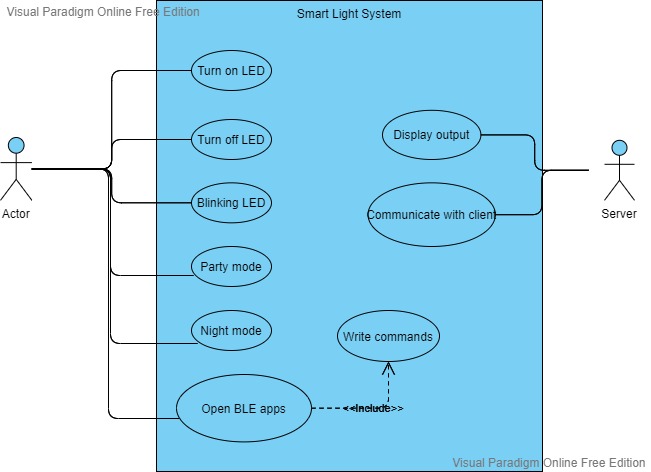 Visual Paradigm Online Free Edition
Smart Light System
Turn on LED
Turn off LED
Display output
Actor
Blinking LED
Communicate with client
Server
Party mode
Night mode
Write commands
Open BLE apps
<<Include>>
Visual Paradigm Online Free Edition